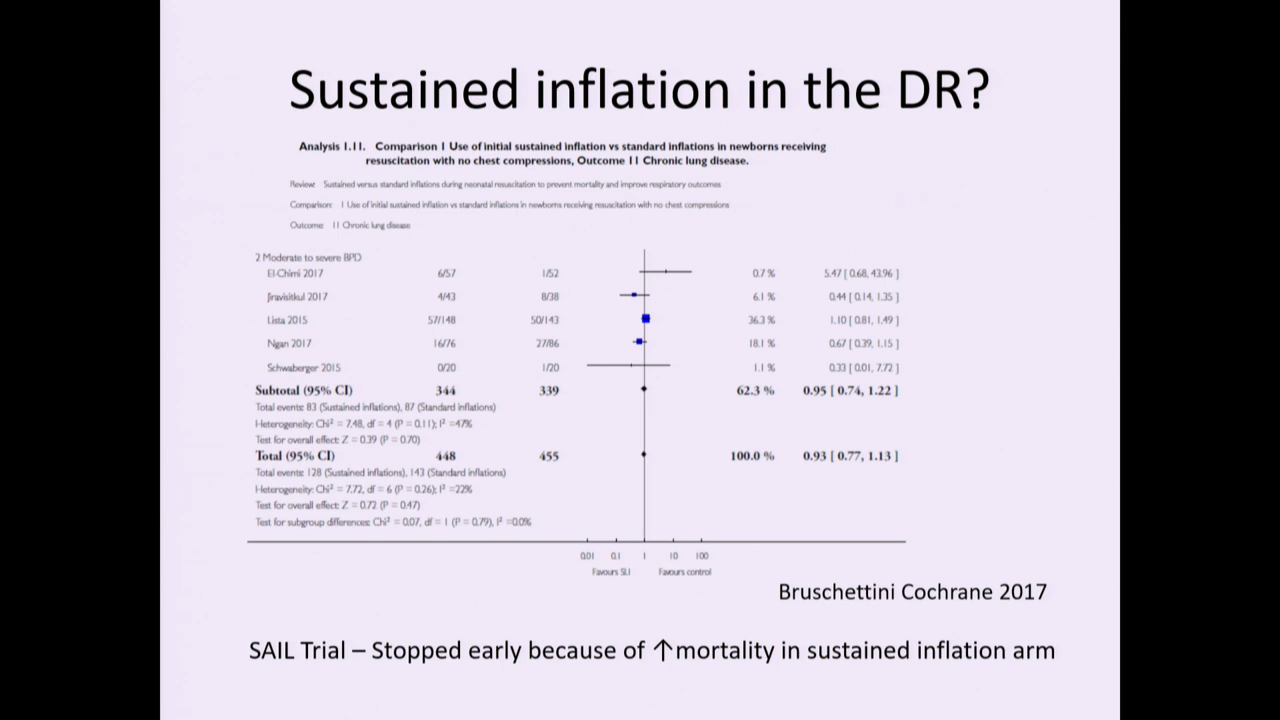 Sustained inflation in the DR?
Analysis 1.11. Comparison 1 Use of initial sustained inflation vs standard inflations in newborns receiving
resuscitation with no chest compressions, Outcome 11 Chronic lung disease.
Review: Sustained versus standard inflations during neonatal resuscitation to prevent mortality and improve respiratory outcomes
Comparison: 1 Use of initial sustained inflation vs standard inflations in newborns receiving resuscitation with no chest compressions
Outcome: 11 Chronic lung disease
2 Moderate to severe BPD
El-Chimi 2017 6/57 1/52 0.7 % 5.47 [ 0.68, 43.96 ]
Jiravisitkul 2017 4/43 8/38 6.1 % 0.44 [ 0.14, 1.35 ]
Lista 2015 57/148 50/143 36.3 % 1.10 [ 0.81, 1.49 ]
Ngan 2017 16/76 27/86 18.1 % 0.67 [ 0.39, 1.15 ]
Schwaberger 2015 0/20 1/20 1.1 % 0.33 [ 0.01, 7.72 ]
Subtotal (95% CI) 344 339 62.3 % 0.95 [ 0.74, 1.22 ]
Total events: 83 (Sustained inflations), 87 (Standard inflations)
Heterogeneity: Chi² = 7.48, df = 4 (P = 0.11); I² =47%
Test for overall effect: Z = 0.39 (P = 0.70)
Total (95% CI) 448 455 100.0 % 0.93 [ 0.77, 1.13 ]
Total events: 128 (Sustained inflations), 143 (Standard inflations)
Heterogeneity: Chi² = 7.72, df = 6 (P = 0.26); I² =22%
Test for overall effect: Z = 0.72 (P = 0.47)
Test for subgroup differences: Chi² = 0.07, df = 1 (P = 0.79), I² =0.0%
0.01 0.1 1 10 100
Favours SLI Favours control
Bruschettini Cochrane 2017
SAIL Trial – Stopped early because of ↑mortality in sustained inflation arm